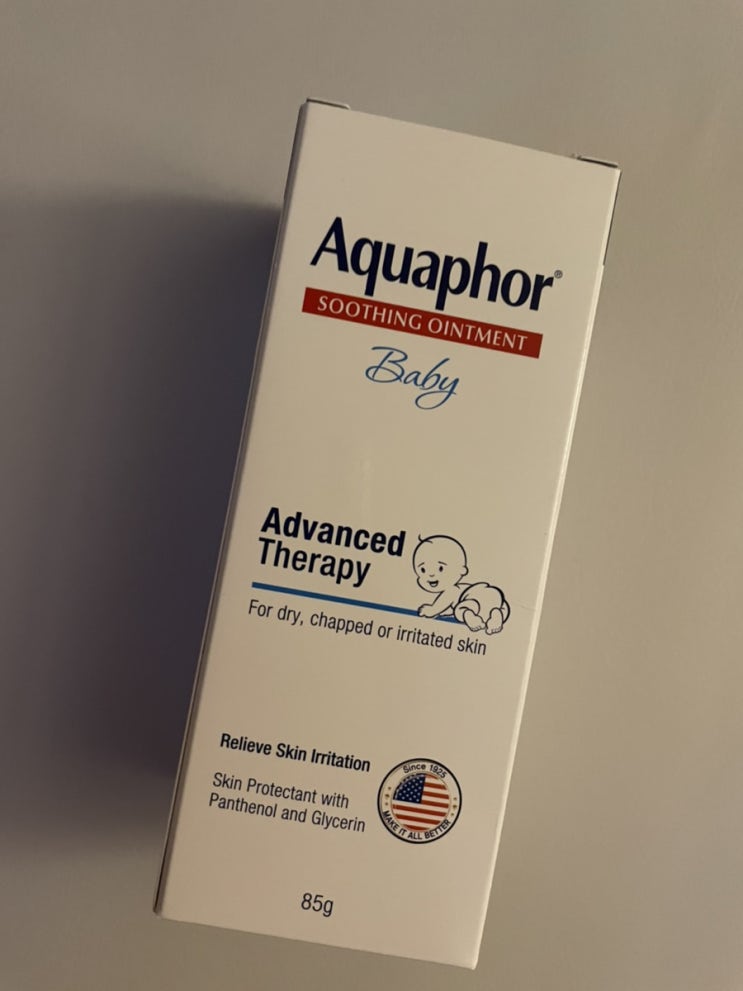 Aquaphor®
SOOTHING OINTMENT
Baby
Advanced
Therapy
For dry, chapped or irritated skin
Relieve Skin Irritation
Skin Protectant with
Panthenol and Glycerin
Since 1925
MAKE IT ALL BETTER
85g